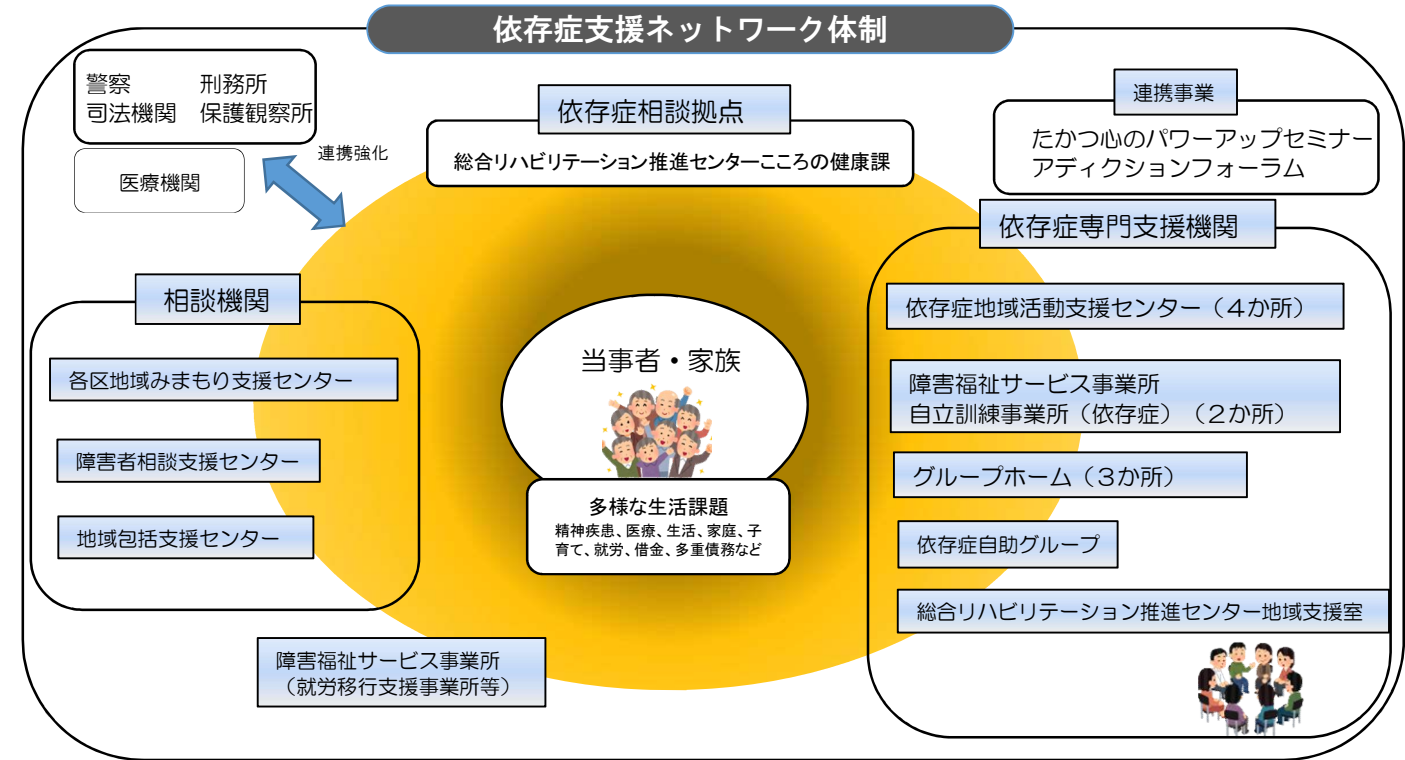 依存症支援ネットワーク体制
警察 刑務所
司法機関 保護観察所
医療機関
連携強化
依存症相談拠点
総合リハビリテーション推進センターこころの健康課
連携事業
たかつ心のパワーアップセミナー
アディクションフォーラム
相談機関
各区地域みまもり支援センター
障害者相談支援センター
地域包括支援センター
障害福祉サービス事業所
（就労移行支援事業所等）
当事者・家族
多様な生活課題
精神疾患、医療、生活、家庭、子
育て、就労、借金、多重債務など
依存症専門支援機関
依存症地域活動支援センター（４か所）
障害福祉サービス事業所
自立訓練事業所（依存症）（２か所）
グループホーム（３か所）
依存症自助グループ
総合リハビリテーション推進センター地域支援室